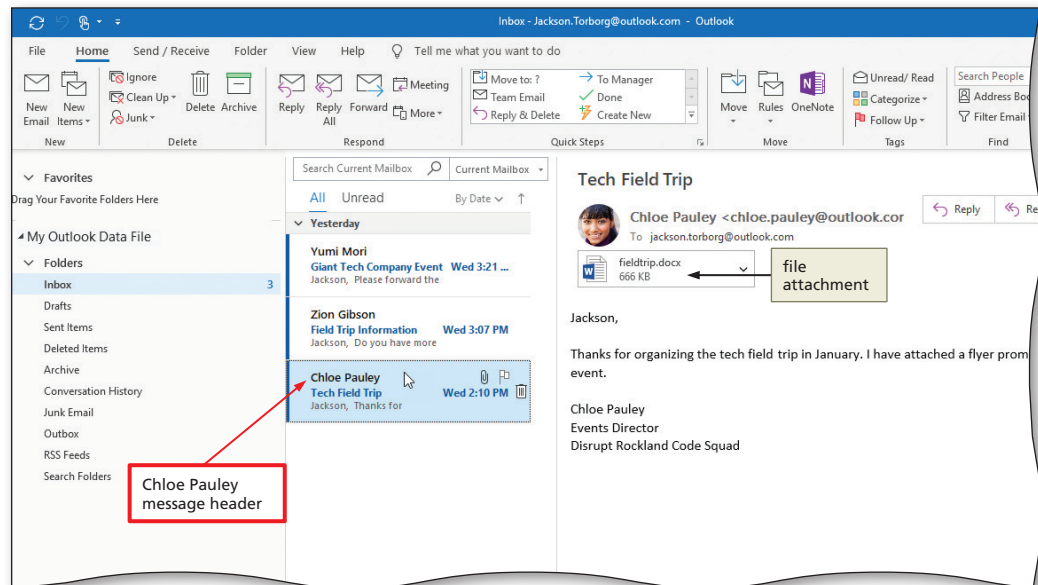 Inbox - Jackson.Torborg@outlook.com - Outlook
File Home Send / Receive Folder View Help Tell me what you want to do
New Email
New Items
Ignore
Clean Up
Junk
Delete
Archive
Reply
Reply All
Forward
Meeting
More
Move to: ?
Team Email
Reply & Delete
To Manager
Done
Create New
Move
Rules
OneNote
Unread/ Read
Categorize
Follow Up
Search People
Address Boo
Filter Email
New Delete Respond Quick Steps Move Tags Find
Favorites
Drag Your Favorite Folders Here
My Outlook Data File
Folders
Inbox 3
Drafts
Sent Items
Deleted Items
Archive
Conversation History
Junk Email
Outbox
RSS Feeds
Search Folders
Chloe Pauley
message header
Search Current Mailbox Current Mailbox
All Unread By Date
Yesterday
Yumi Mori
Giant Tech Company Event Wed 3:21 ...
Jackson, Please forward the
Zion Gibson
Field Trip Information Wed 3:07 PM
Jackson, Do you have more
Chloe Pauley
Tech Field Trip Wed 2:10 PM
Jackson, Thanks for
Tech Field Trip
Reply Re
Chloe Pauley <chloe.pauley@outlook.cor
To jackson.torborg@outlook.com
fieldtrip.docx
666 KB
file
attachment
Jackson,
Thanks for organizing the tech field trip in January. I have attached a flyer prom
event.
Chloe Pauley
Events Director
Disrupt Rockland Code Squad